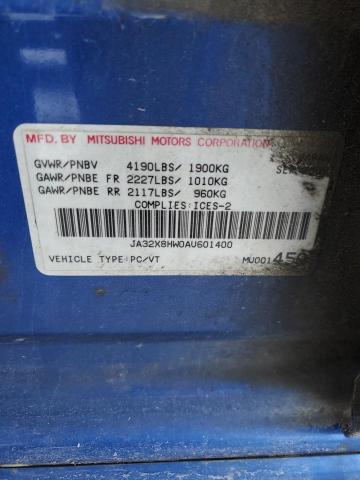 MFD. BY MITSUBISHI MOTORS CORPORATION
GVWR/PNBV 4190LBS/ 1900KG
GAWR/PNBE FR 2227LBS/ 1010KG
GAWR/PNBE RR 2117LBS/ 960KG
COMPLIES:ICES-2
JA32X8HW0AU601400
VEHICLE TYPE:PC/VT